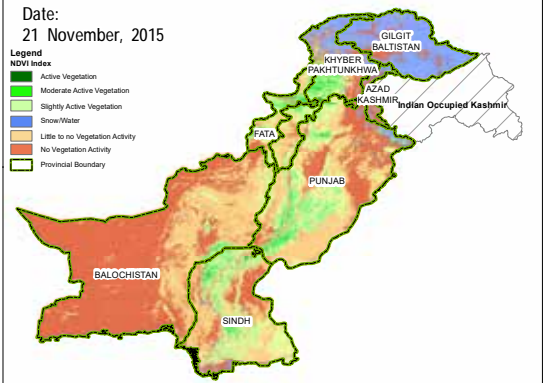 Date:
21 November, 2015
Legend
NDVI Index
Active Vegetation
Moderate Active Vegetation
Slightly Active Vegetation
Snow/Water
Little to no Vegetation Activity
No Vegetation Activity
Provincial Boundary
GILGIT
BALTISTAN
KHYBER
PAKHTUNKHWA
AZAD
KASHMIR
Indian Occupied Kashmir
FATA
PUNJAB
BALOCHISTAN
SINDH